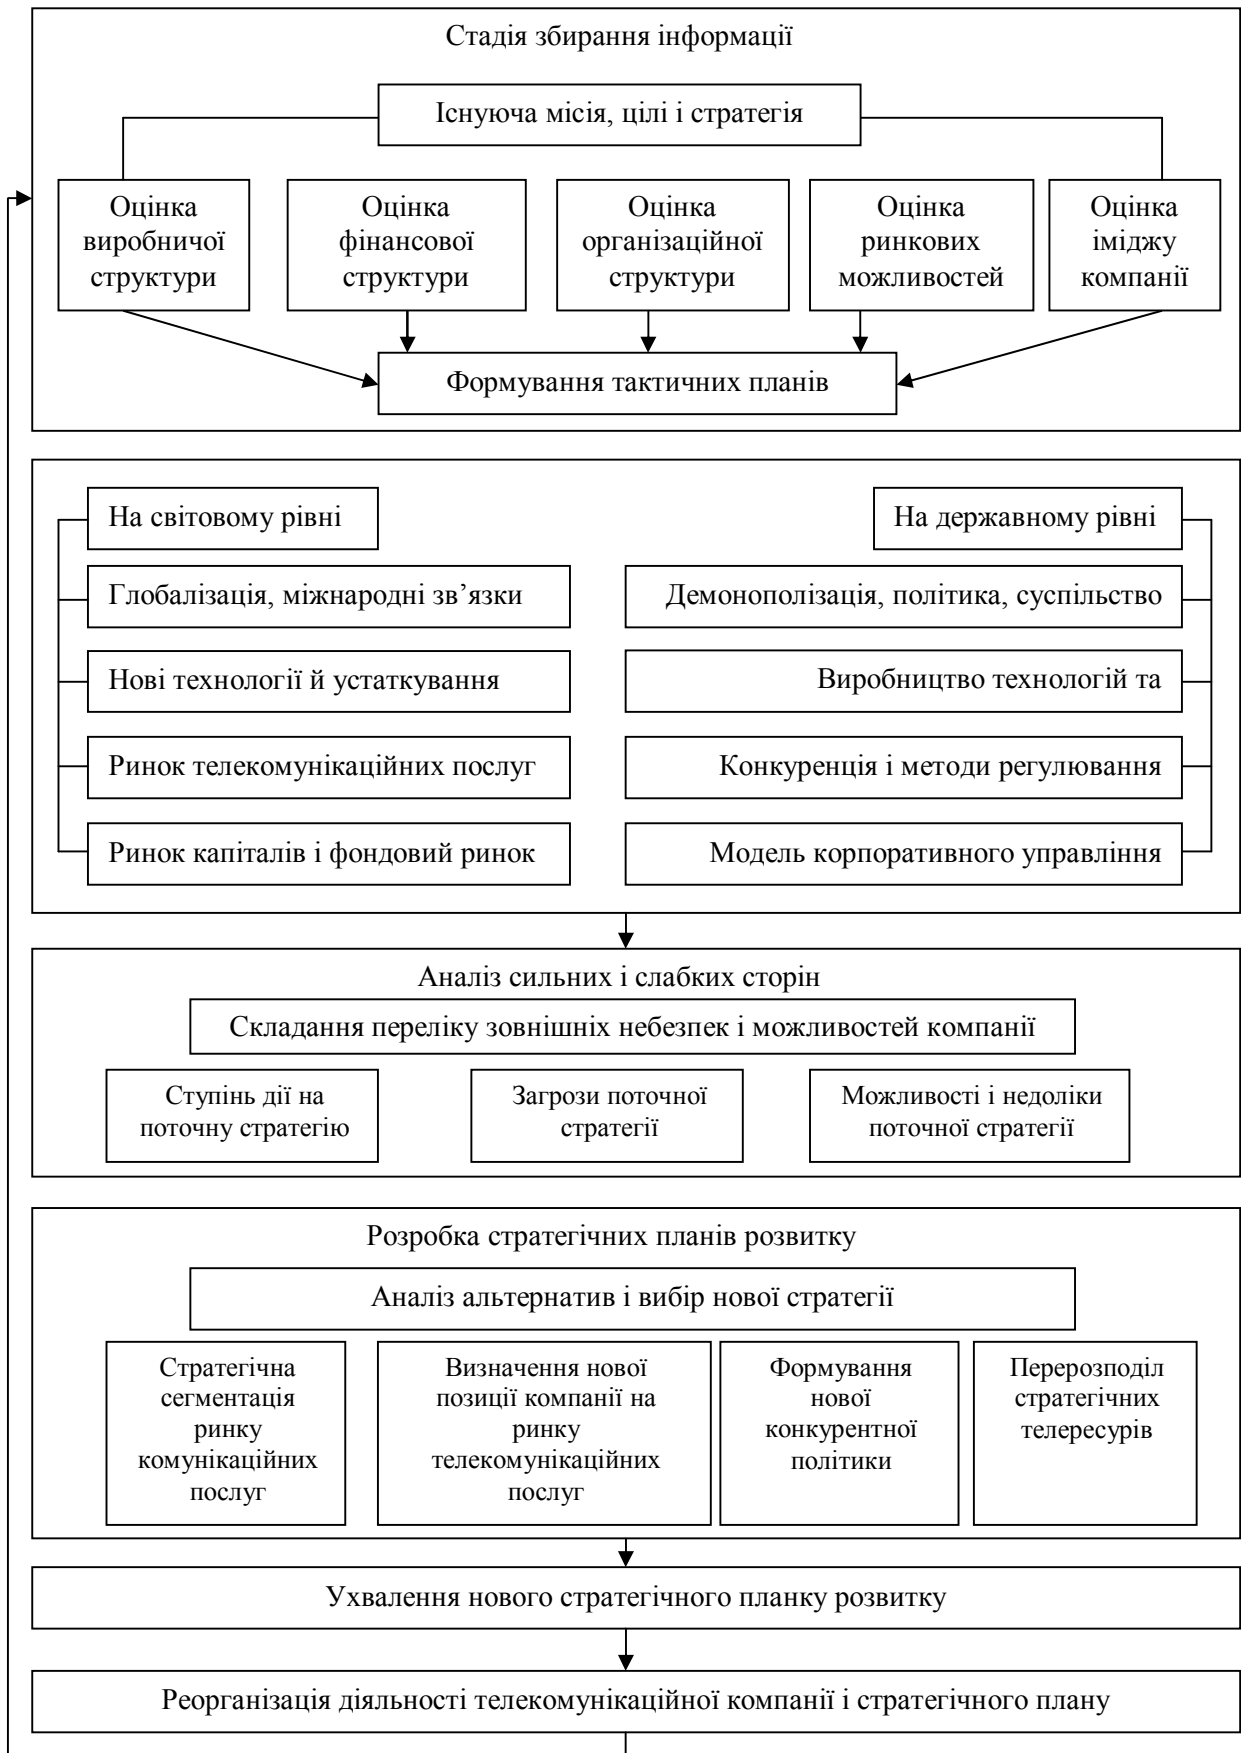 Стадія збирання інформації
Існуюча місія, цілі і стратегія
Оцінка
виробничої
структури
Оцінка
фінансової
структури
Оцінка
організаційної
структури
Оцінка
ринкових
можливостей
Оцінка
іміджу
компанії
Формування тактичних планів
На світовому рівні
Глобалізація, міжнародні зв’язки
Нові технології й устаткування
Ринок телекомунікаційних послуг
Ринок капіталів і фондовий ринок
На державному рівні
Демонополізація, політика, суспільство
Виробництво технологій та
Конкуренція і методи регулювання
Модель корпоративного управління
Аналіз сильних і слабких сторін
Складання переліку зовнішніх небезпек і можливостей компанії
Ступінь дії на
поточну стратегію
Загрози поточної
стратегії
Можливості і недоліки
поточної стратегії
Розробка стратегічних планів розвитку
Аналіз альтернатив і вибір нової стратегії
Стратегічна
сегментація
ринку
комунікаційних
послуг
Визначення нової
позиції компанії на
ринку
телекомунікаційних
послуг
Формування
нової
конкурентної
політики
Перерозподіл
стратегічних
телересурів
Ухвалення нового стратегічного планку розвитку
Реорганізація діяльності телекомунікаційної компанії і стратегічного плану